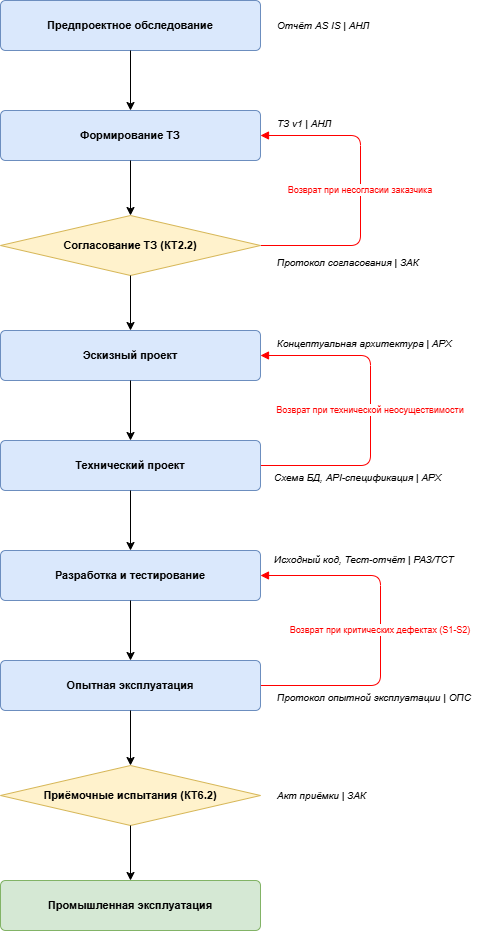 Предпроектное обследование
Отчёт AS IS | АНЛ
ТЗ v1 | АНЛ
Формирование ТЗ
Возврат при несогласии заказчика
Согласование ТЗ (КТ2.2)
Протокол согласования | ЗАК
Концептуальная архитектура | АРХ
Эскизный проект
Возврат при технической неосуществимости
Технический проект
Схема БД, API-спецификация | АРХ
Исходный код, Тест-отчёт | РАЗ/ТСТ
Разработка и тестирование
Возврат при критических дефектах (S1-S2)
Опытная эксплуатация
Протокол опытной эксплуатации | ОПС
Приёмочные испытания (КТ6.2)
Акт приёмки | ЗАК
Промышленная эксплуатация